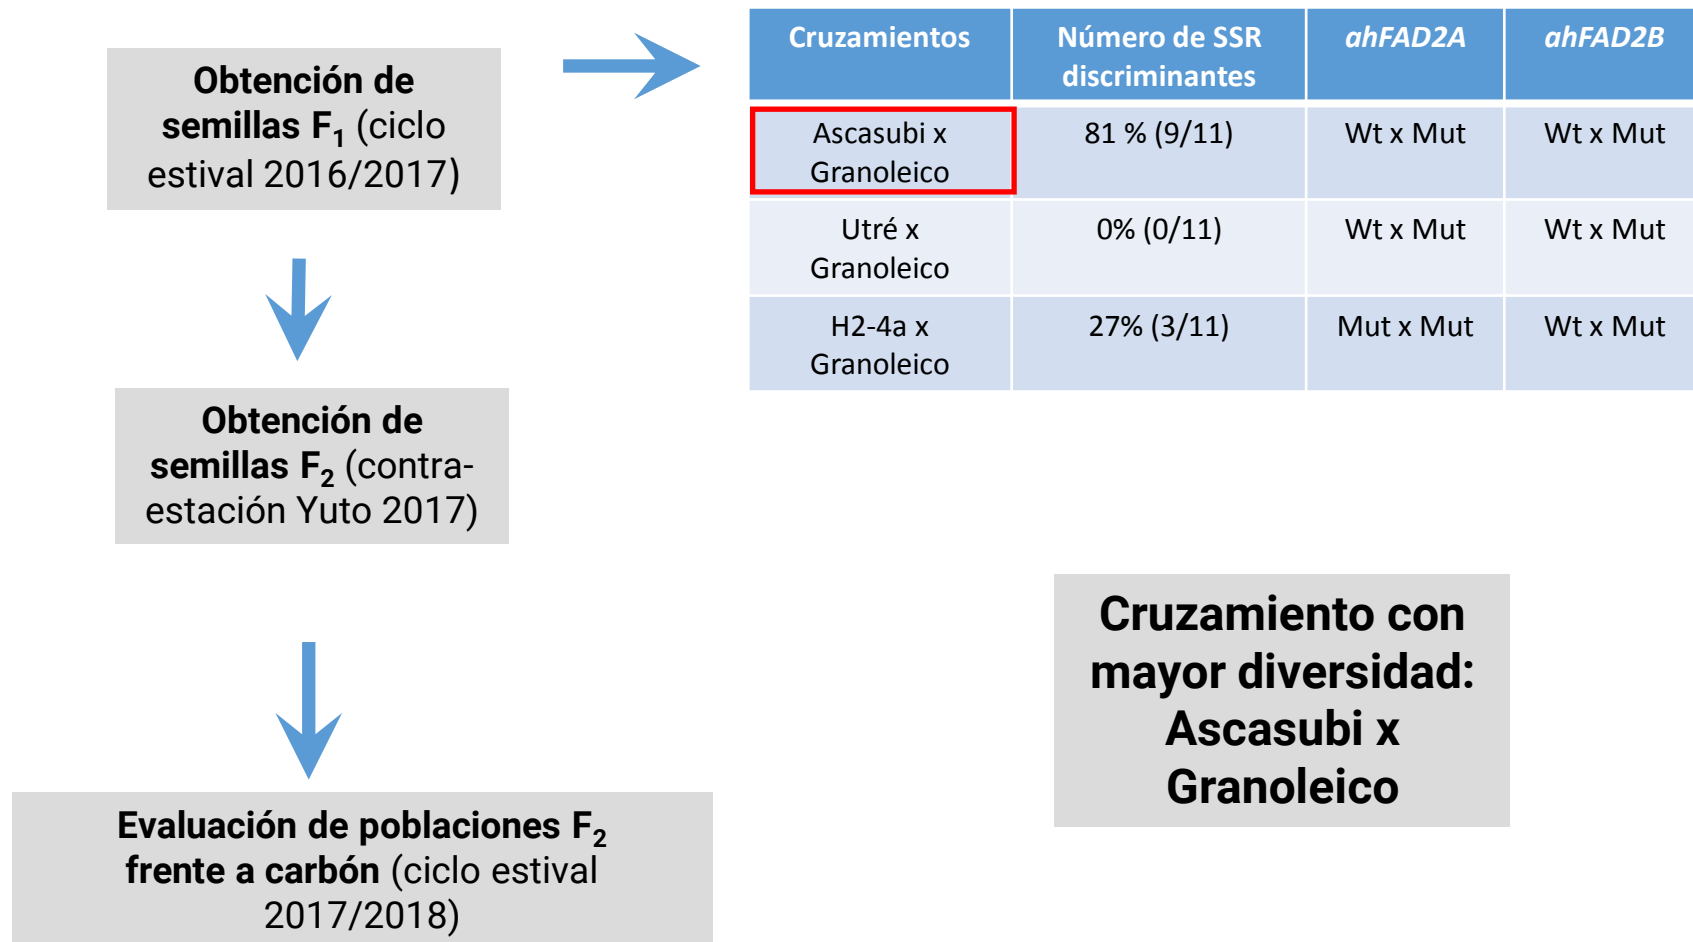 Obtención de
semillas F₁ (ciclo
estival 2016/2017)
Cruzamientos
Número de SSR
discriminantes
ahFAD2A
ahFAD2B
Ascasubi x
Granoleico
81 % (9/11)
Wt x Mut
Wt x Mut
Utré x
Granoleico
0% (0/11)
Wt x Mut
Wt x Mut
H2-4a x
Granoleico
27% (3/11)
Mut x Mut
Wt x Mut
Obtención de
semillas F₂ (contra-
estación Yuto 2017)
Cruzamiento con
mayor diversidad:
Ascasubi x
Granoleico
Evaluación de poblaciones F₂
frente a carbón (ciclo estival
2017/2018)